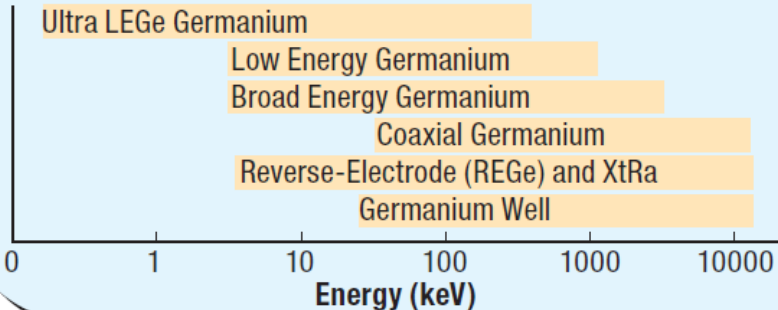 Ultra LEGe Germanium
Low Energy Germanium
Broad Energy Germanium
Coaxial Germanium
Reverse-Electrode (REGe) and XtRa
Germanium Well
0 1 10 100 1000 10000
Energy (keV)